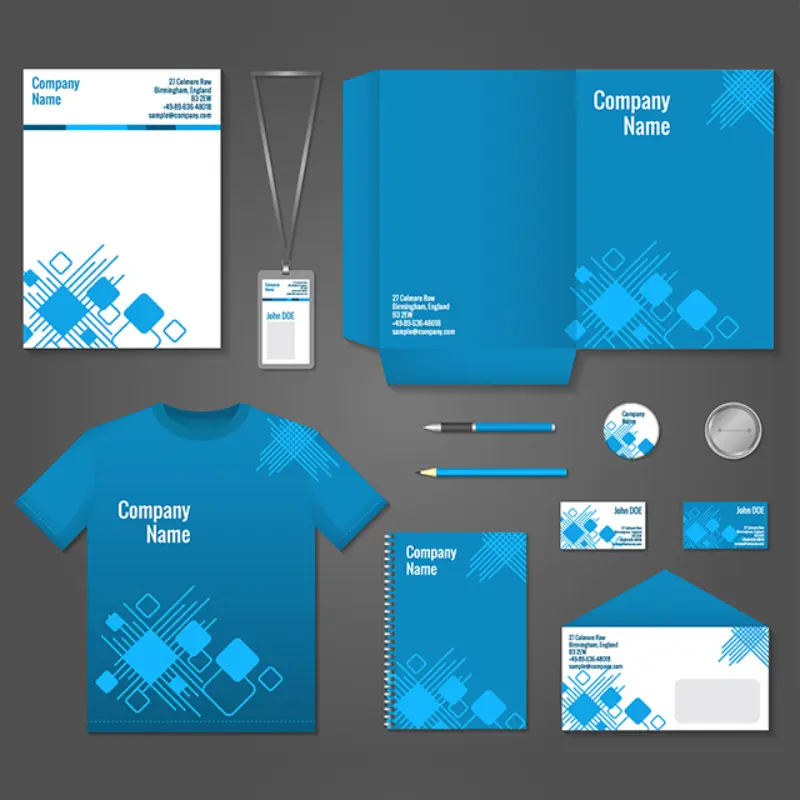 Company
Name
27 Colmore Row
Birmingham, England
B3 2EW
+49-89-636-48018
sample@company.com
Company
Name
John DOE
Company
Name
27 Colmore Row
Birmingham, England
B3 2EW
+49-89-636-48018
sample@company.com
Company
Name
Company
Name
John DOE
John DOE
Company
Name
27 Colmore Row
Birmingham, England
B3 2EW
+49-89-636-48018
sample@company.com